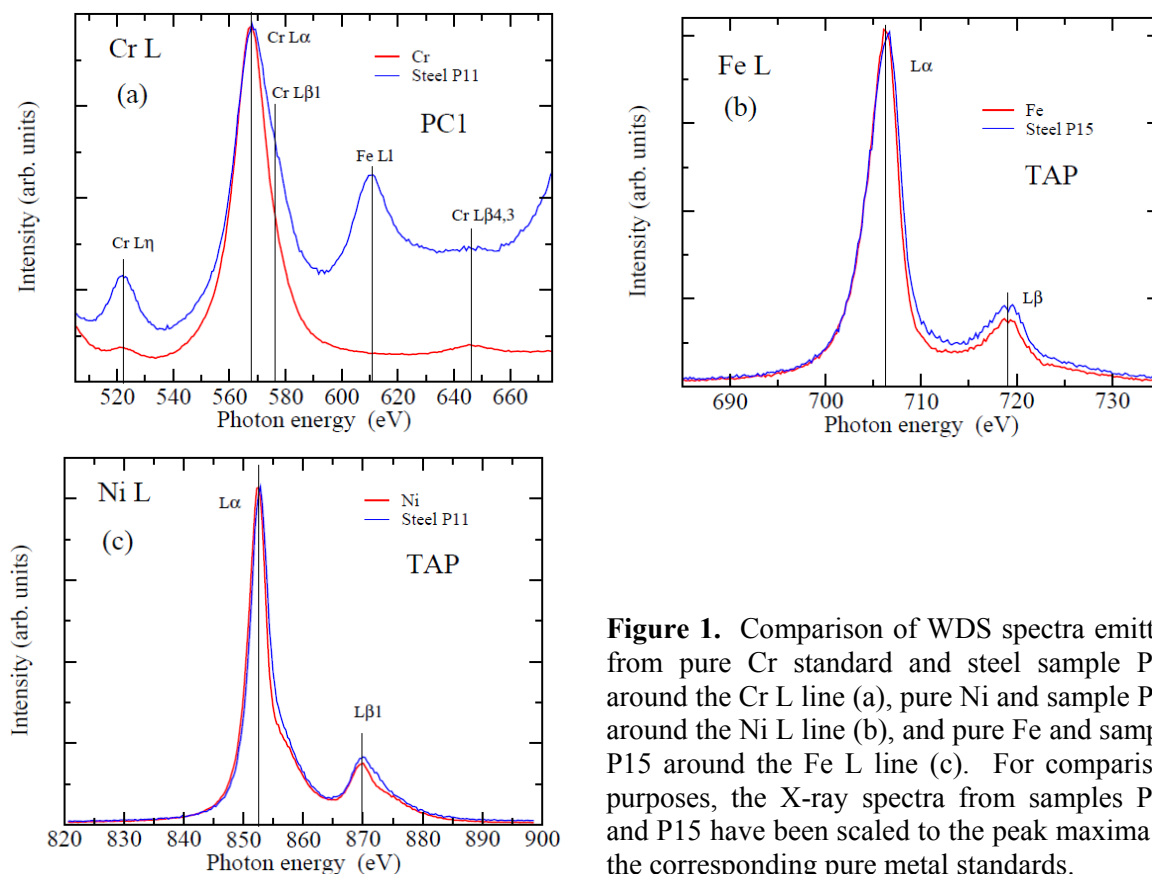 Cr L
(a)
Cr Lα
Cr
Steel P11
Cr Lβ1
PC1
Fe Ll
Cr Lη
Cr Lβ4,3
Intensity (arb. units)
520 540 560 580 600 620 640 660
Photon energy (eV)
Fe L
(b)
Lα
Fe
Steel P15
TAP
Lβ
Intensity (arb. units)
690 700 710 720 730
Photon energy (eV)
Ni L
(c)
Lα
Ni
Steel P11
TAP
Lβ1
Intensity (arb. units)
820 830 840 850 860 870 880 890 900
Photon energy (eV)
Figure 1. Comparison of WDS spectra emitt
from pure Cr standard and steel sample P
around the Cr L line (a), pure Ni and sample P
around the Ni L line (b), and pure Fe and samp
P15 around the Fe L line (c). For comparis
purposes, the X-ray spectra from samples P
and P15 have been scaled to the peak maxima
the corresponding pure metal standards.